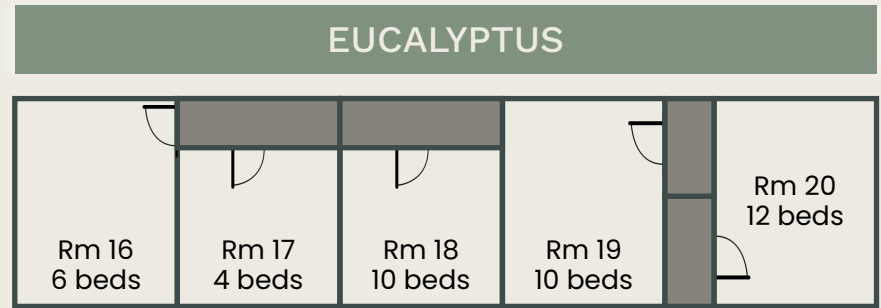 EUCALYPTUS
Rm 16
6 beds
Rm 17
4 beds
Rm 18
10 beds
Rm 19
10 beds
Rm 20
12 beds